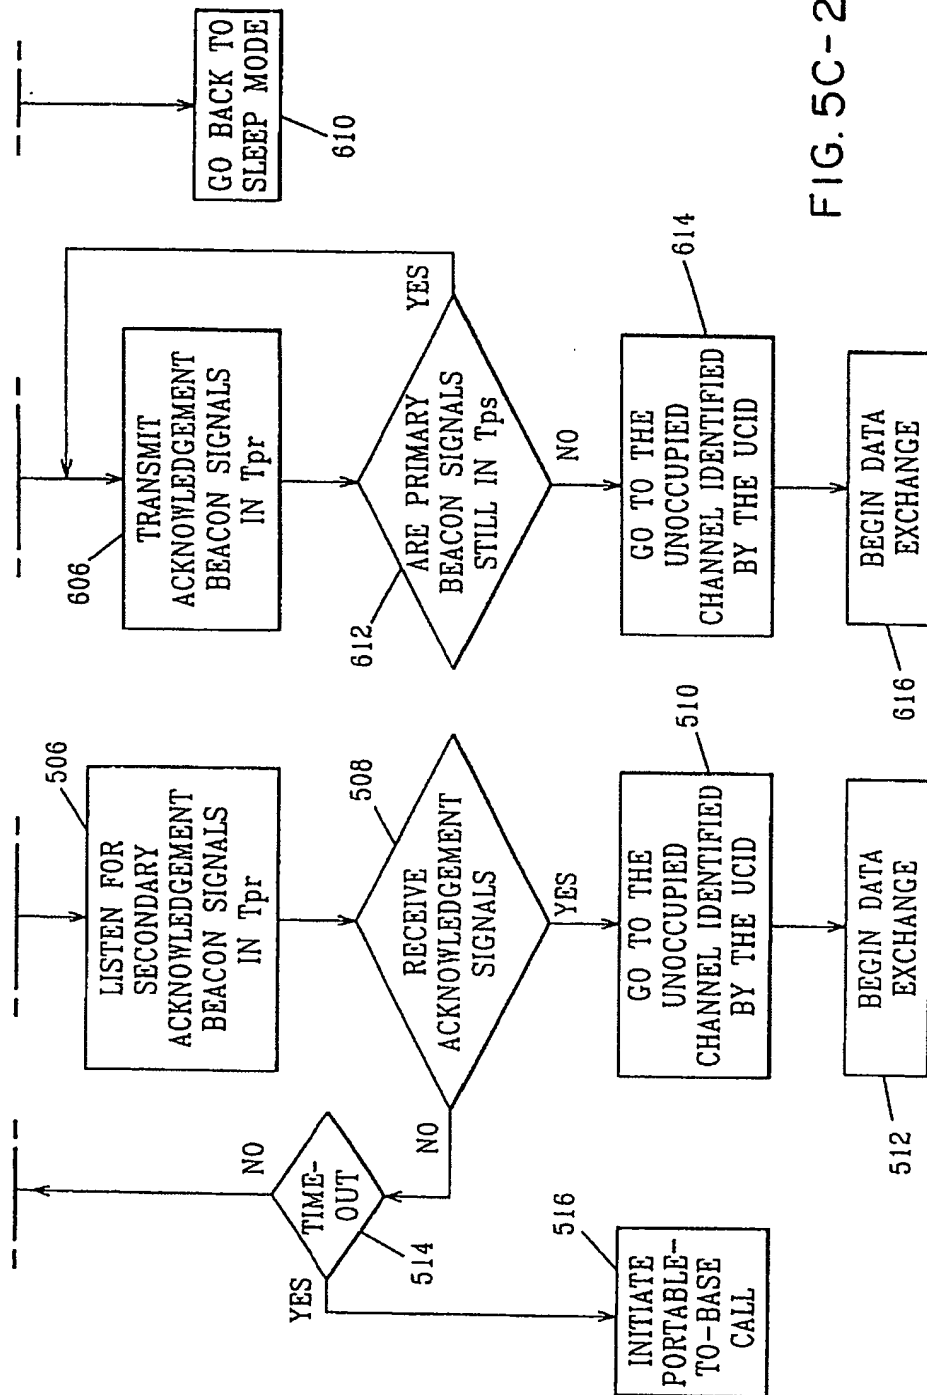 NO
TIME-
OUT
514
YES
516
INITIATE
PORTABLE-
TO-BASE
CALL
506
LISTEN FOR
SECONDARY
ACKNOWLEDGEMENT
BEACON SIGNALS
IN Tpr
508
RECEIVE
ACKNOWLEDGEMENT
SIGNALS
NO
YES
510
GO TO THE
UNOCCUPIED
CHANNEL IDENTIFIED
BY THE UCID
BEGIN DATA
EXCHANGE
512
606
TRANSMIT
ACKNOWLEDGEMENT
BEACON SIGNALS
IN Tpr
612
ARE PRIMARY
BEACON SIGNALS
STILL IN Tps
YES
NO
614
GO TO THE
UNOCCUPIED
CHANNEL IDENTIFIED
BY THE UCID
BEGIN DATA
EXCHANGE
616
GO BACK TO
SLEEP MODE
610
FIG. 5C-2